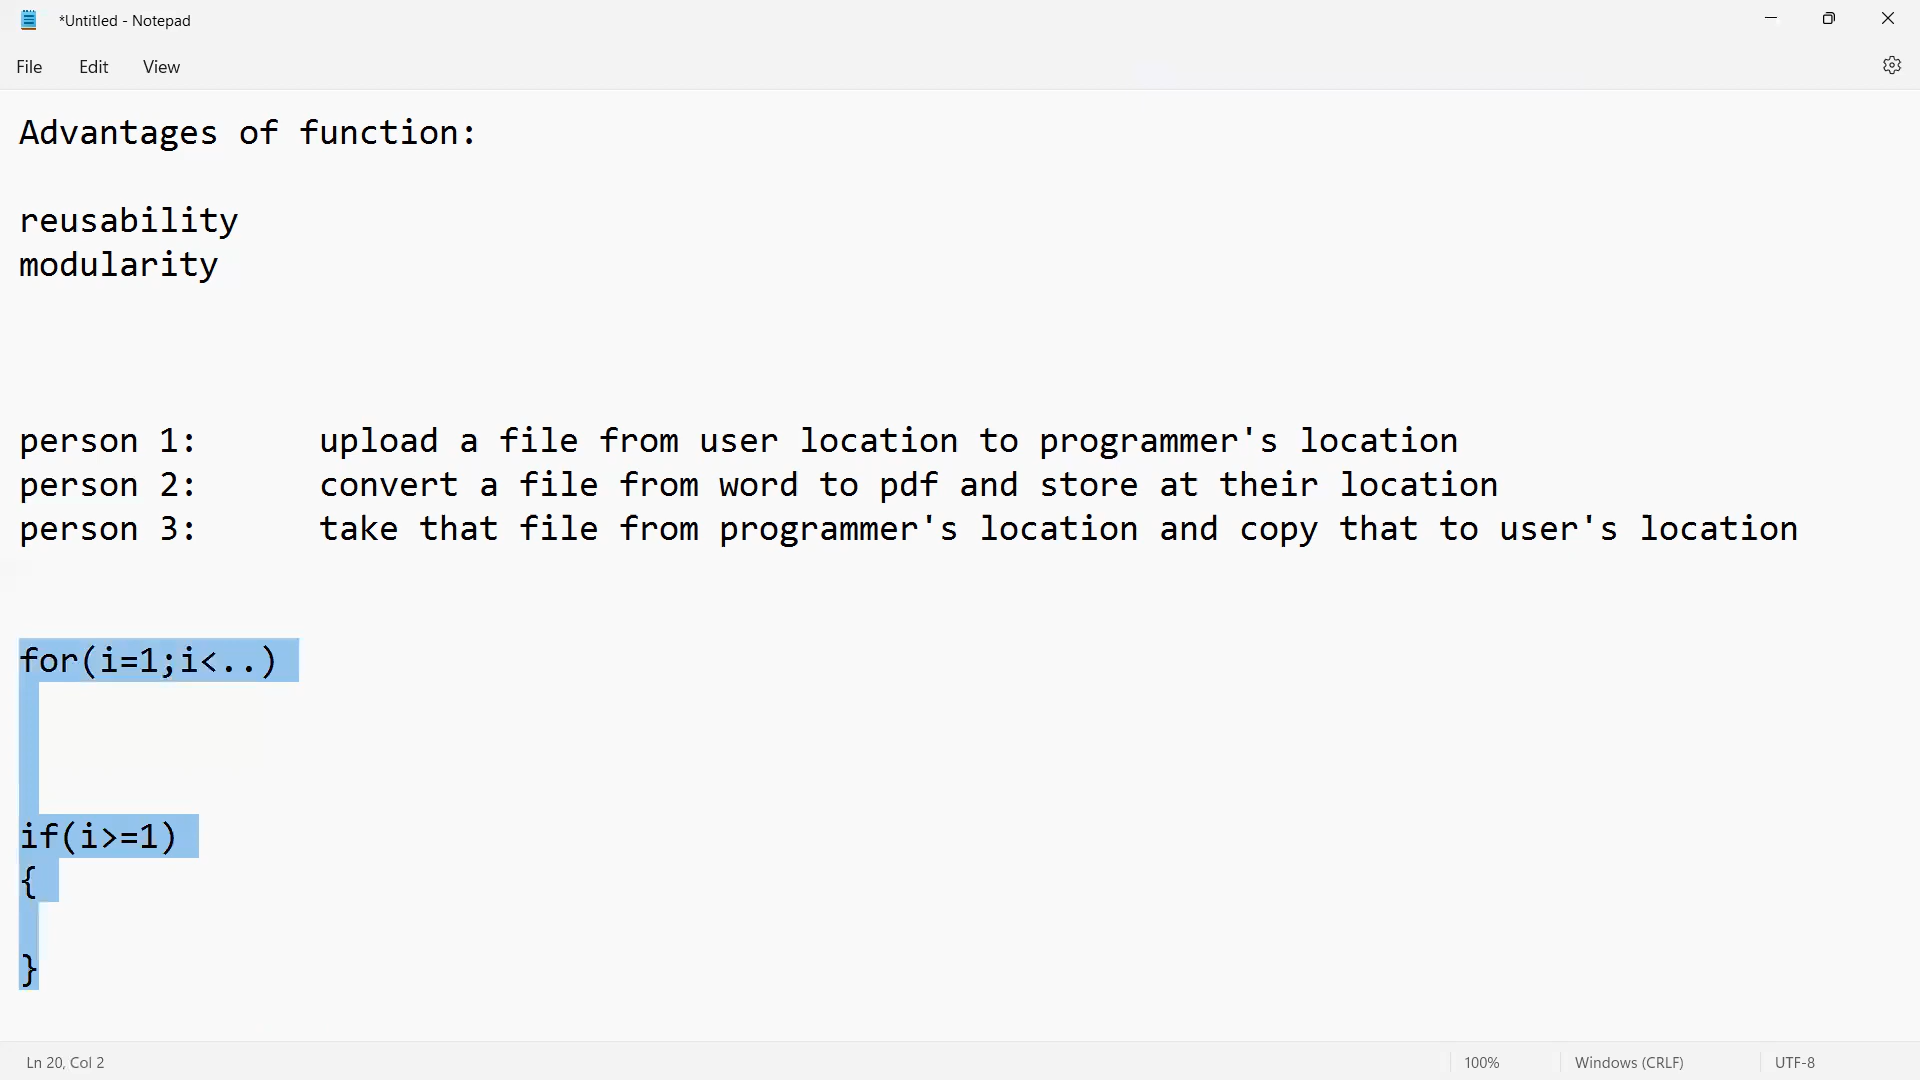 *Untitled - Notepad
File Edit View
Advantages of function:
reusability
modularity
person 1: upload a file from user location to programmer's location
person 2: convert a file from word to pdf and store at their location
person 3: take that file from programmer's location and copy that to user's location
for(i=1;i<..)
if(i>=1)
{
}
Ln 20, Col 2 100% Windows (CRLF) UTF-8